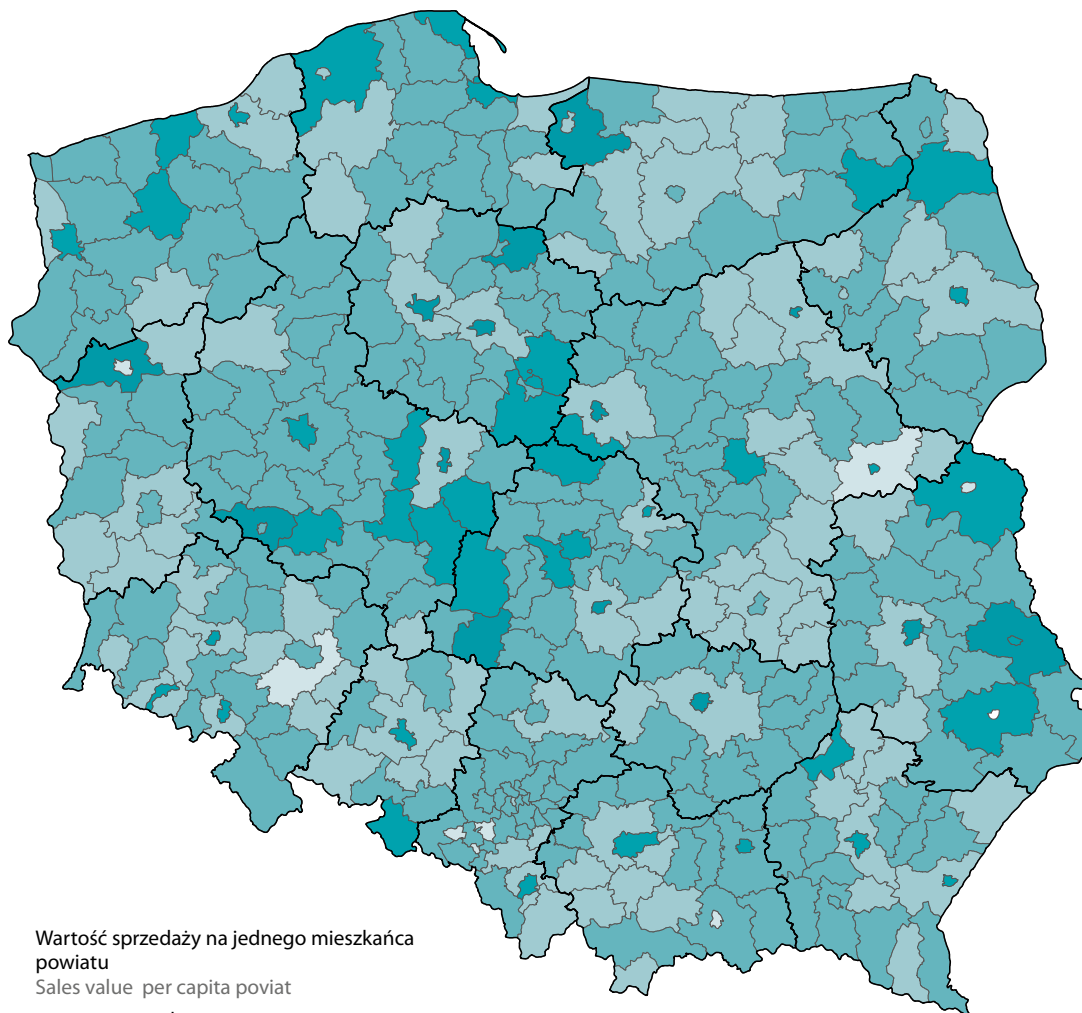 Wartość sprzedaży na jednego mieszkańca
powiatu
Sales value per capita poviat